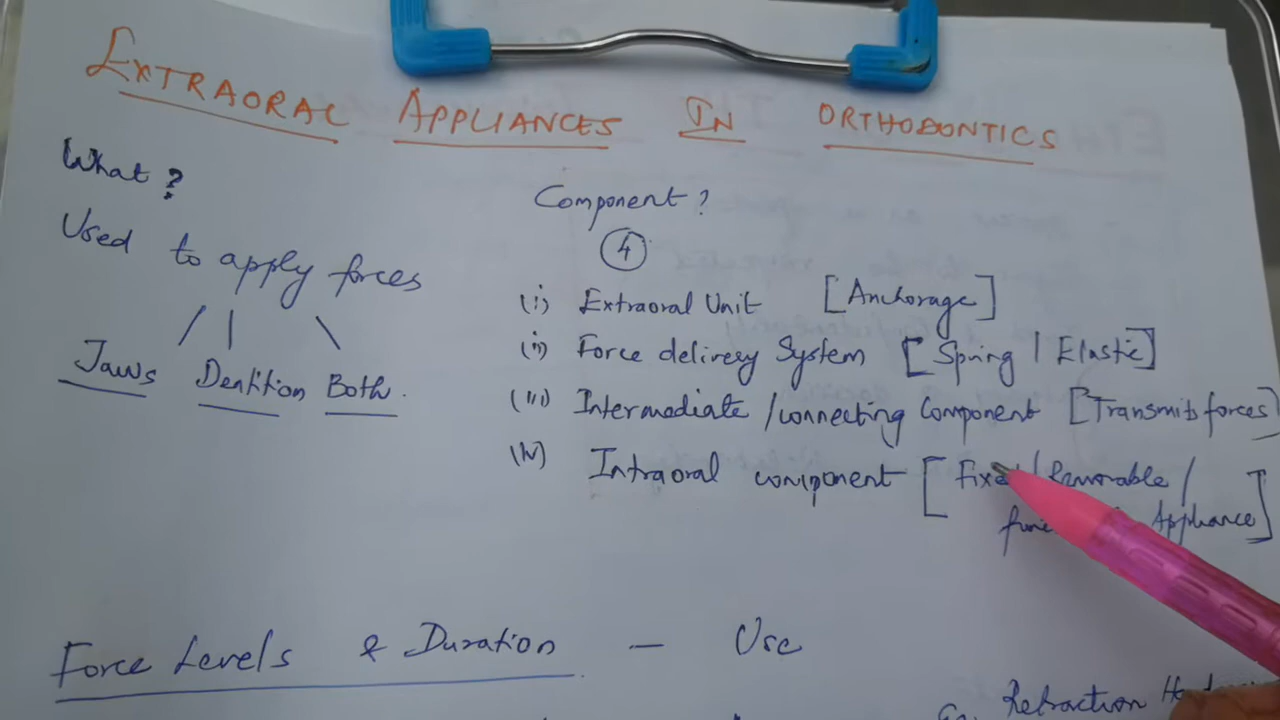 EXTRAORAL APPLIANCES IN ORTHODONTICS
What?
Used to apply forces
Jaws Dentition Both.
Component?
4
(i) Extraoral Unit [Anchorage]
(ii) Force delivery System [Spring / Elastic]
(iii) Intermediate /connecting Component [Transmits forces]
(iv) Intraoral component [Fixed / Removable /
Appliance]
Force Levels & Duration — Use
Retraction